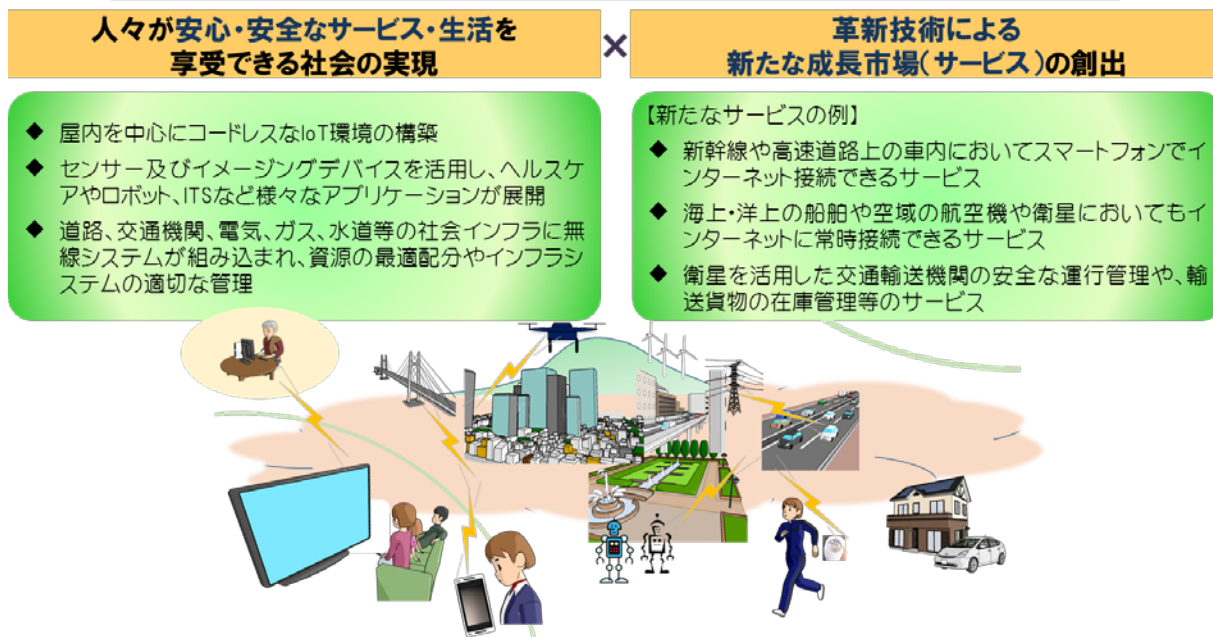 人々が安心・安全なサービス・生活を
享受できる社会の実現
×
革新技術による
新たな成長市場(サービス)の創出
◆ 屋内を中心にコードレスなIoT環境の構築
◆ センサー及びイメージングデバイスを活用し、ヘルスケ
アやロボット、ITSなど様々なアプリケーションが展開
◆ 道路、交通機関、電気、ガス、水道等の社会インフラに無
線システムが組み込まれ、資源の最適配分やインフラシ
ステムの適切な管理
【新たなサービスの例】
◆ 新幹線や高速道路上の車内においてスマートフォンでイ
ンターネット接続できるサービス
◆ 海上・洋上の船舶や空域の航空機や衛星においてもイ
ンターネットに常時接続できるサービス
◆ 衛星を活用した交通輸送機関の安全な運行管理や、輸
送貨物の在庫管理等のサービス